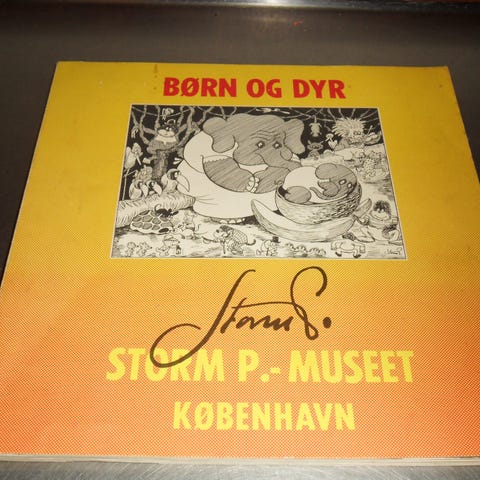 BØRN OG DYR
Storm P.
STORM P.-MUSEET
KØBENHAVN